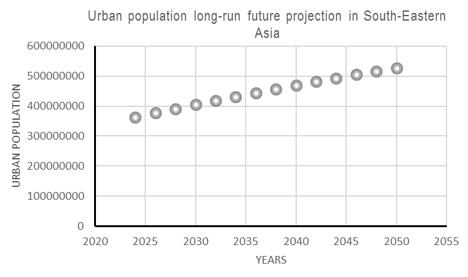 Urban population long-run future projection in South-Eastern
Asia
600000000
500000000
400000000
300000000
200000000
100000000
0
URBAN POPULATION
2020 2025 2030 2035 2040 2045 2050 2055
YEARS